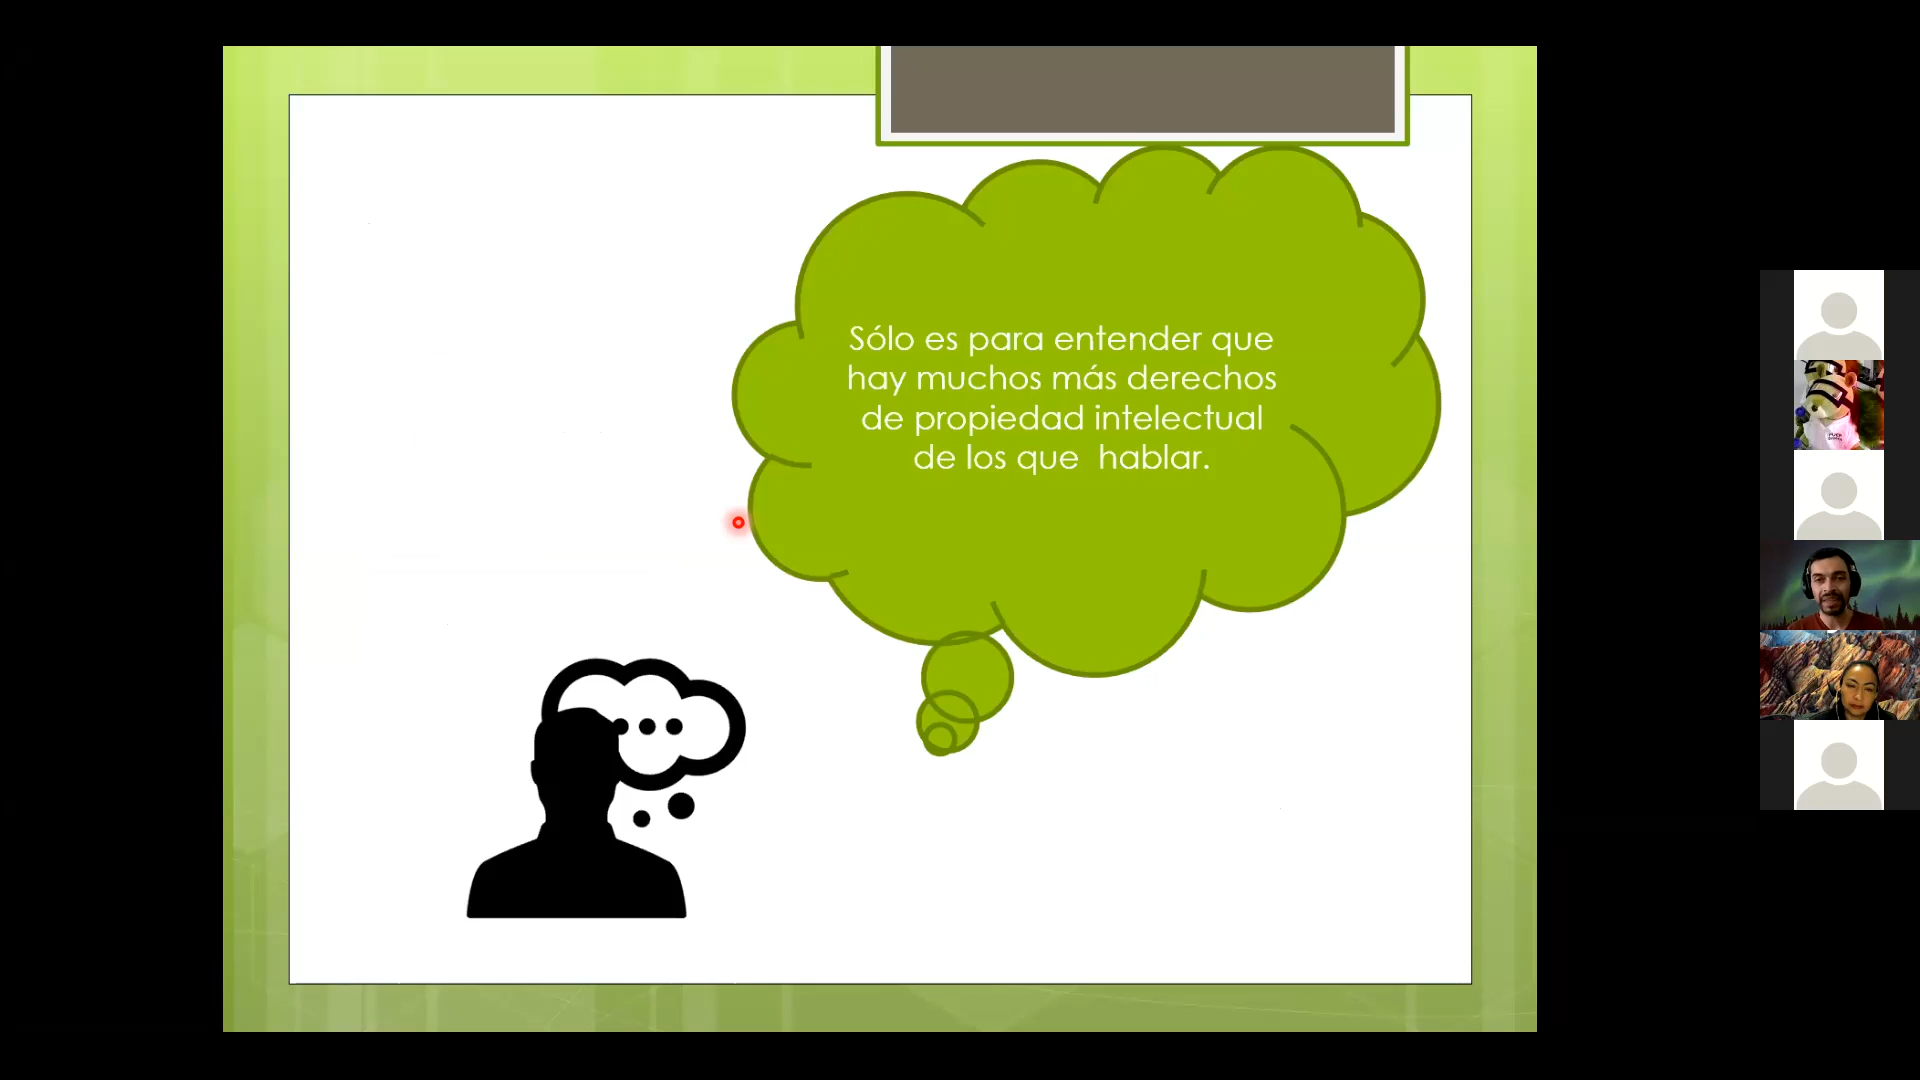 Sólo es para entender que
hay muchos más derechos
de propiedad intelectual
de los que  hablar.